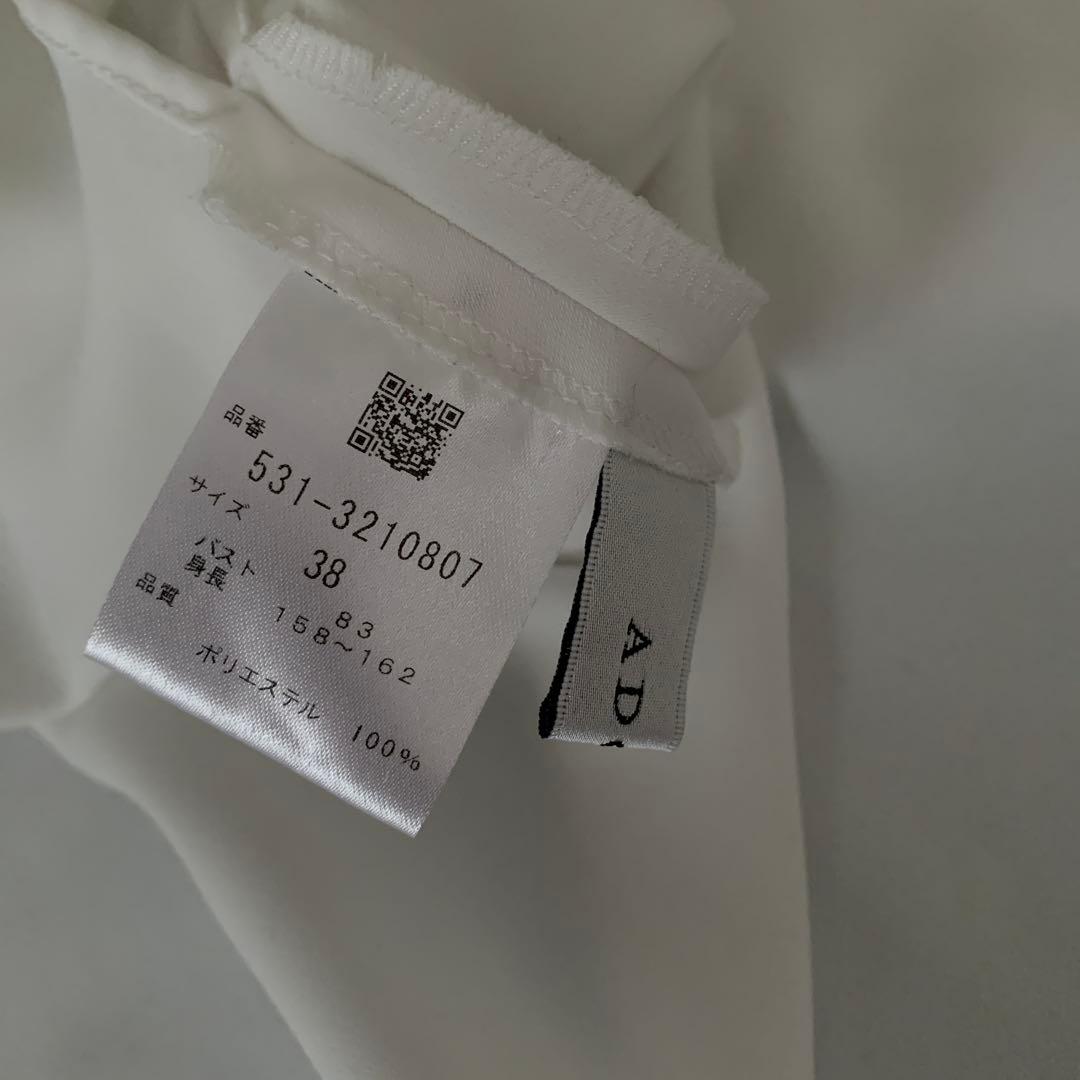 品番
531-3210807
サイズ
38
バスト 83
身長 158～162
品質
ポリエステル 100%
AD